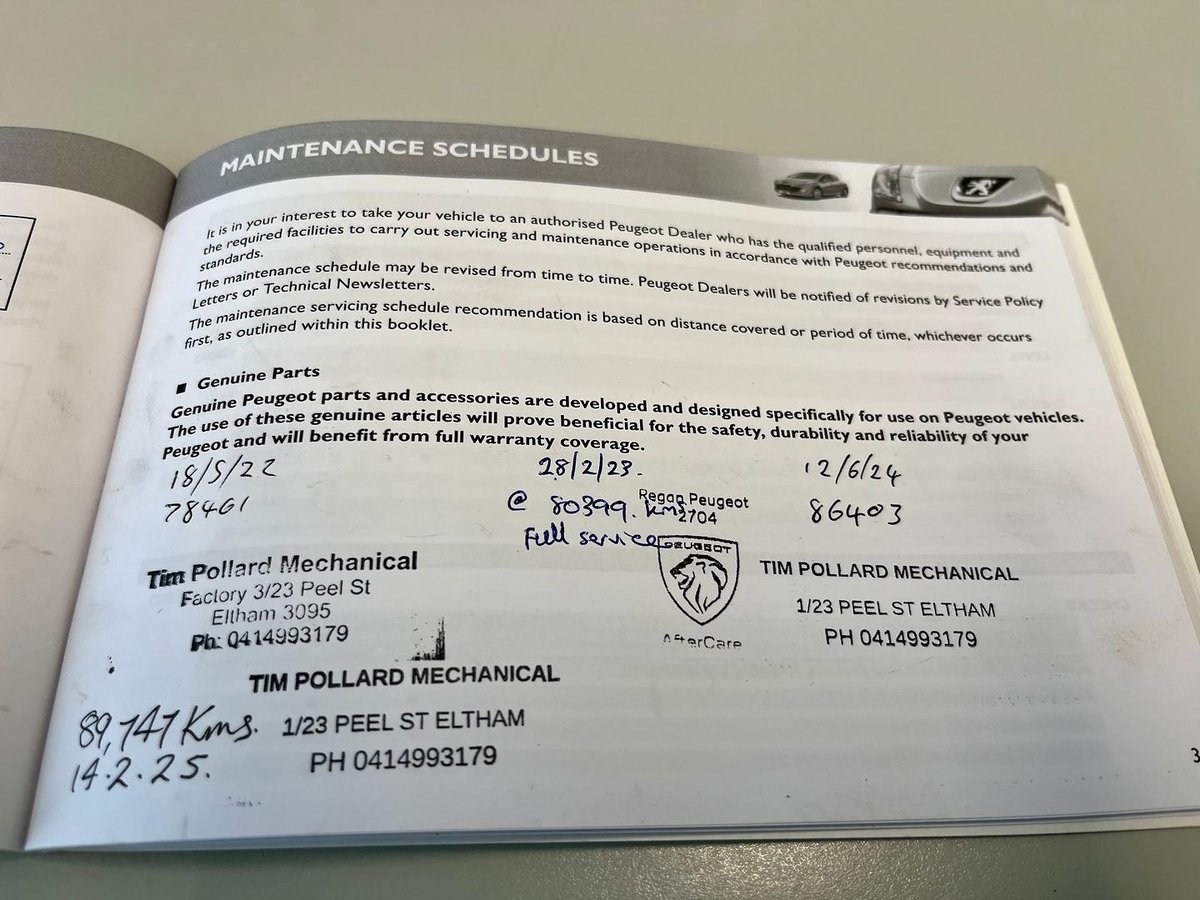 MAINTENANCE SCHEDULES
It is in your interest to take your vehicle to an authorised Peugeot Dealer who has the qualified personnel, equipment and
the required facilities to carry out servicing and maintenance operations in accordance with Peugeot recommendations and
standards.
The maintenance schedule may be revised from time to time. Peugeot Dealers will be notified of revisions by Service Policy
Letters or Technical Newsletters.
The maintenance servicing schedule recommendation is based on distance covered or period of time, whichever occurs
first, as outlined within this booklet.
■ Genuine Parts
Genuine Peugeot parts and accessories are developed and designed specifically for use on Peugeot vehicles.
The use of these genuine articles will prove beneficial for the safety, durability and reliability of your
Peugeot and will benefit from full warranty coverage.
18/5/22
78461
Tim Pollard Mechanical
Factory 3/23 Peel St
Eltham 3095
Ph: 0414993179
28/2/23.
@ 80399. kms
Full service
Regan Peugeot
2704
PEUGEOT
AfterCare
12/6/24
86403
TIM POLLARD MECHANICAL
1/23 PEEL ST ELTHAM
PH 0414993179
TIM POLLARD MECHANICAL
1/23 PEEL ST ELTHAM
PH 0414993179
89,747 Kms.
14.2.25.
3